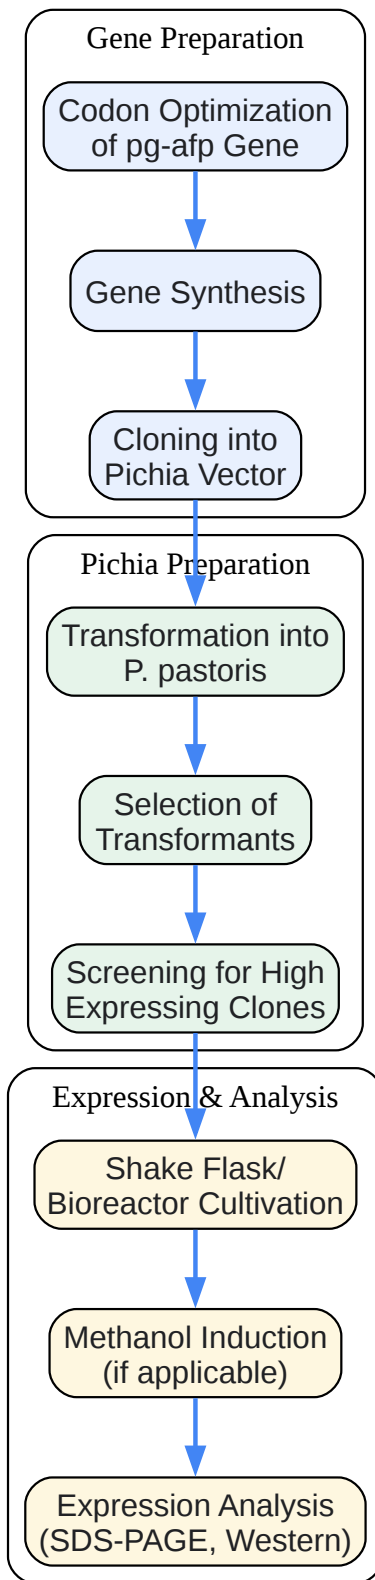 Gene Preparation
Codon Optimization
of pg-afp Gene
Gene Synthesis
Cloning into
Pichia Vector
Pichia Preparation
Transformation into
P. pastoris
Selection of
Transformants
Screening for High
Expressing Clones
Expression & Analysis
Shake Flask/
Bioreactor Cultivation
Methanol Induction
(if applicable)
Expression Analysis
(SDS-PAGE, Western)